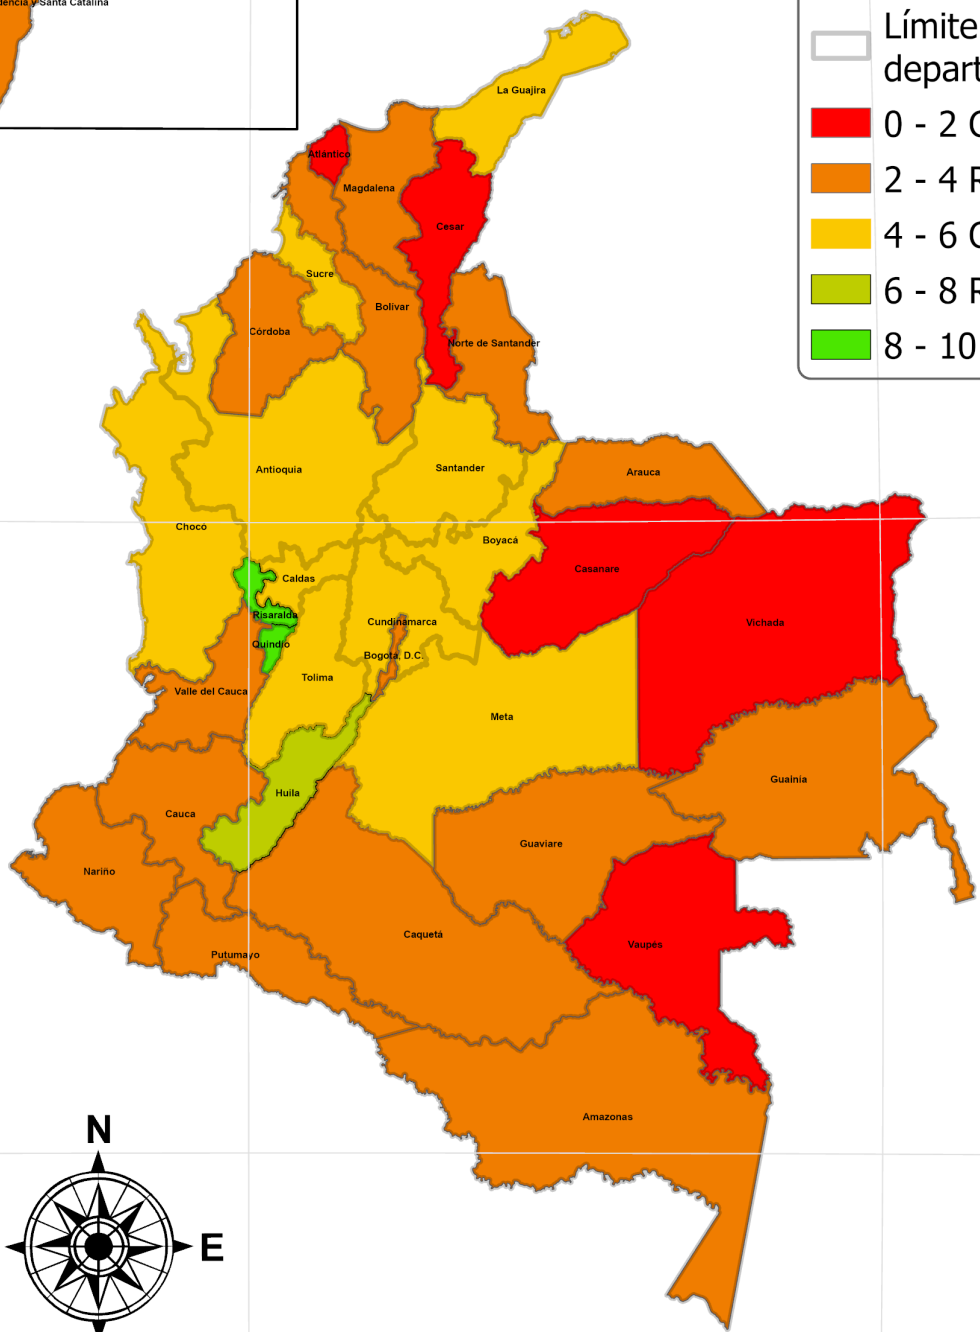 y Santa Catalina
Límite
depart
0 - 2
2 - 4
4 - 6
6 - 8
8 - 10
La Guajira
Atlántico
Magdalena
Cesar
Sucre
Bolívar
Córdoba
Norte de Santander
Antioquia
Santander
Arauca
Chocó
Boyacá
Casanare
Caldas
Risaralda
Cundinamarca
Vichada
Quindío
Bogotá, D.C.
Tolima
Valle del Cauca
Meta
Guainía
Huila
Cauca
Guaviare
Nariño
Caquetá
Vaupés
Putumayo
Amazonas
N
E